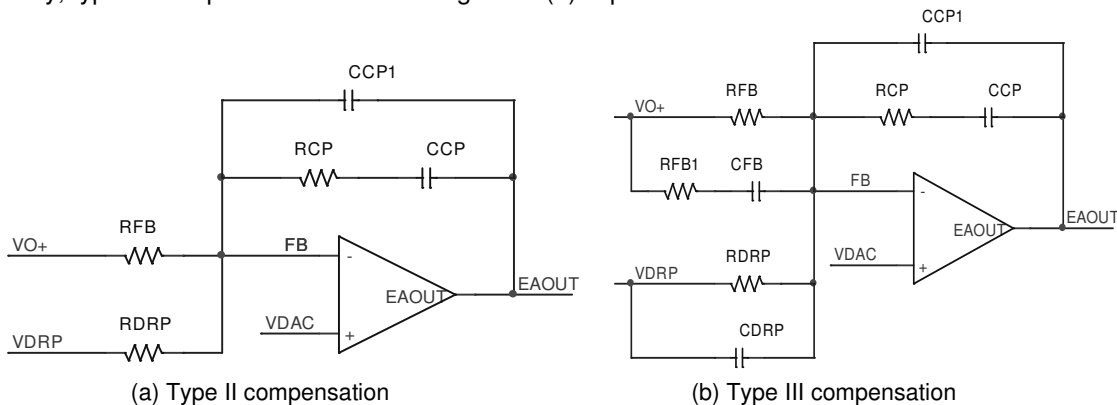 CCP1
RCP CCP
RFB
VO+ FB
EAOUT
EAOUT
RDRP VDAC
VDRP
- +
(a) Type II compensation
CCP1
RFB RCP CCP
VO+
RFB1 CFB
FB
EAOUT
EAOUT
RDRP
VDRP VDAC
- +
CDRP
(b) Type III compensation